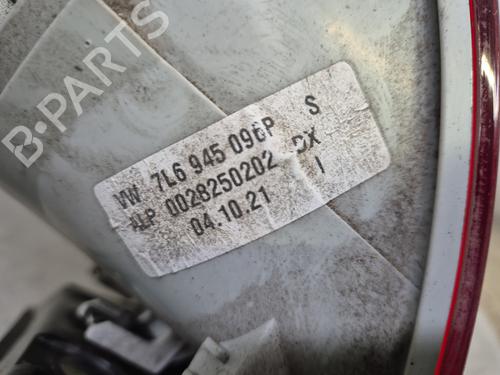 B-PARTS
VW 7L6 945 096P S
ALP 0028250202 DX
04.10.21 I